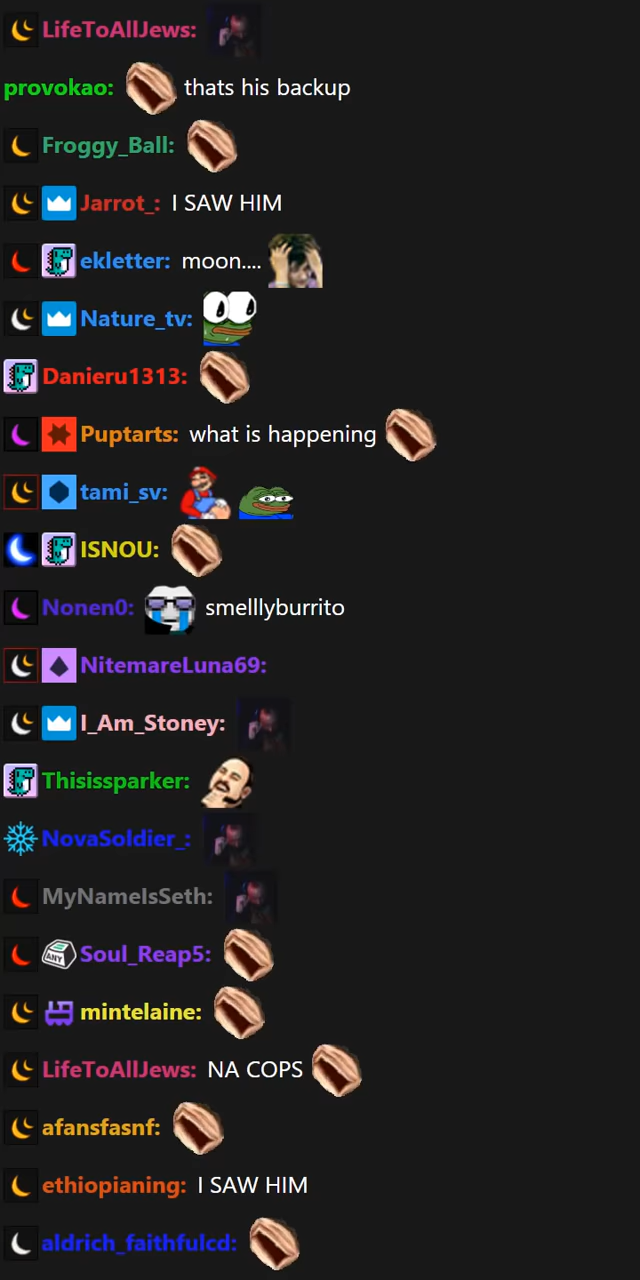 LifeToAllJews:
provokao: thats his backup
Froggy_Ball:
Jarrot_: I SAW HIM
ekletter: moon....
Nature_tv:
Danieru1313:
Puptarts: what is happening
tami_sv:
ISNOU:
Nonen0: smelllyburrito
NitemareLuna69:
I_Am_Stoney:
Thisissparker:
NovaSoldier_:
MyNameIsSeth:
ANY Soul_Reap5:
mintelaine:
LifeToAllJews: NA COPS
afansfasnf:
ethiopianing: I SAW HIM
aldrich_faithfulcd: